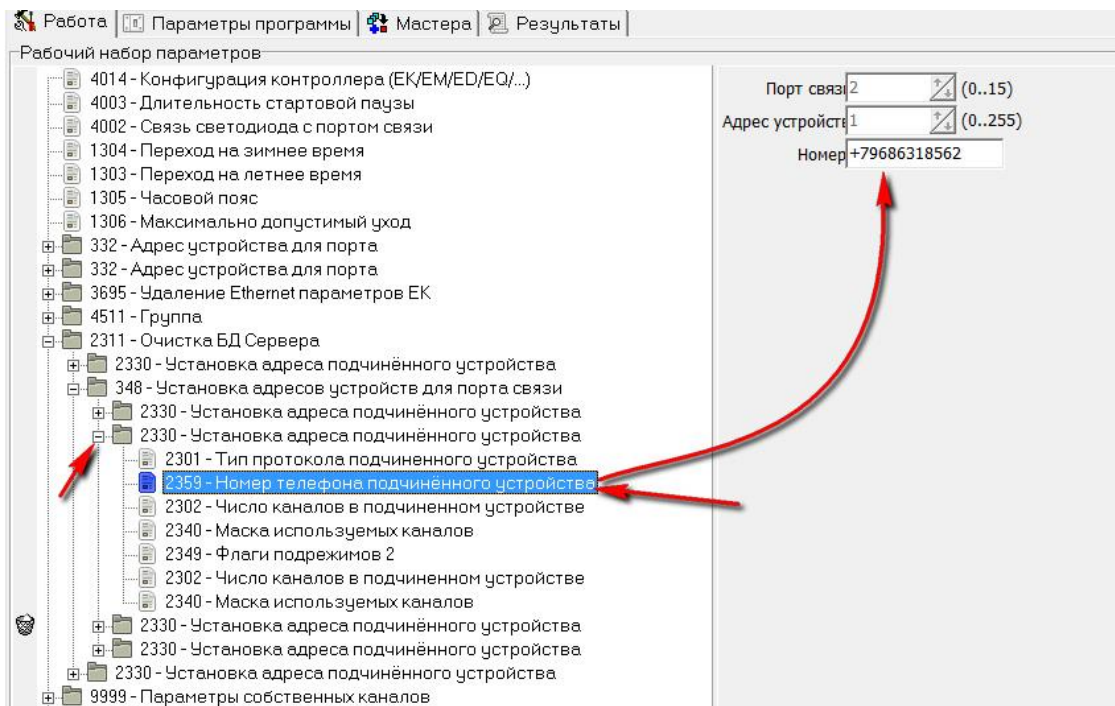 Работа Параметры программы Мастера Результаты
Рабочий набор параметров
4014 - Конфигурация контроллера (EK/EM/ED/EQ/...)
4003 - Длительность стартовой паузы
4002 - Связь светодиода с портом связи
1304 - Переход на зимнее время
1303 - Переход на летнее время
1305 - Часовой пояс
1306 - Максимально допустимый уход
332 - Адрес устройства для порта
332 - Адрес устройства для порта
3695 - Удаление Ethernet параметров ЕК
4511 - Группа
2311 - Очистка БД Сервера
2330 - Установка адреса подчинённого устройства
348 - Установка адресов устройств для порта связи
2330 - Установка адреса подчинённого устройства
2330 - Установка адреса подчинённого устройства
2301 - Тип протокола подчиненного устройства
2359 - Номер телефона подчинённого устройства
2302 - Число каналов в подчиненном устройстве
2340 - Маска используемых каналов
2349 - Флаги подрежимов 2
2302 - Число каналов в подчиненном устройстве
2340 - Маска используемых каналов
2330 - Установка адреса подчинённого устройства
2330 - Установка адреса подчинённого устройства
2330 - Установка адреса подчинённого устройства
9999 - Параметры собственных каналов
Порт связи 2 (0..15)
Адрес устройств 1 (0..255)
Номер +79686318562